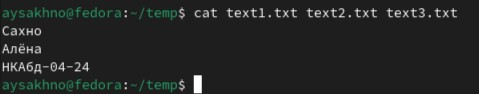 aysakhno@fedora:~/temp$ cat text1.txt text2.txt text3.txt
Сахно
Алёна
НКАбд-04-24
aysakhno@fedora:~/temp$